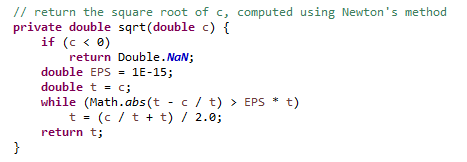 // return the square root of c, computed using Newton's method
private double sqrt(double c) {
    if (c < 0)
        return Double.NaN;
    double EPS = 1E-15;
    double t = c;
    while (Math.abs(t - c / t) > EPS * t)
        t = (c / t + t) / 2.0;
    return t;
}